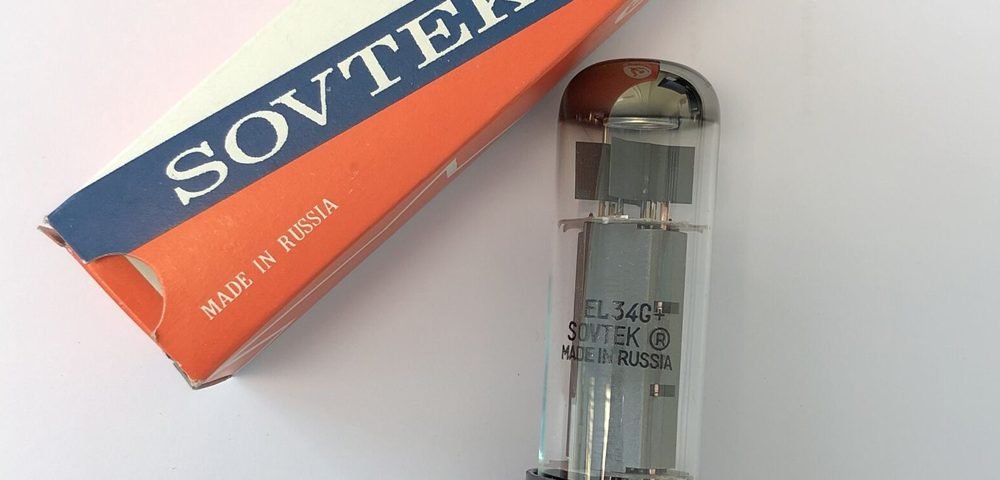 SOVTEK
MADE IN RUSSIA
EL34G+
SOVTEK ®
MADE IN RUSSIA